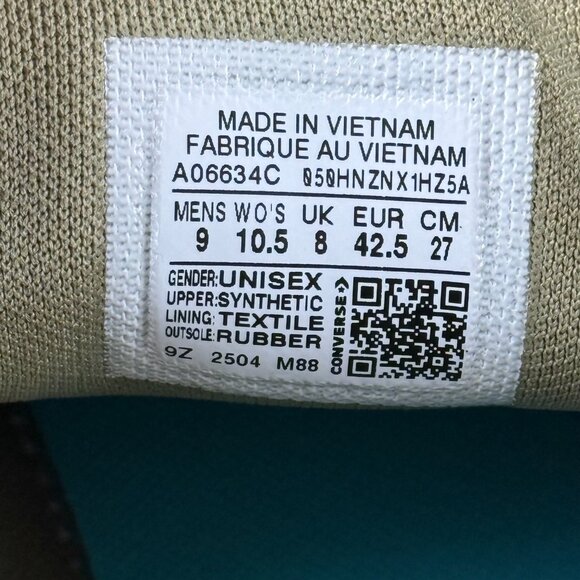 MADE IN VIETNAM
FABRIQUE AU VIETNAM
A06634C 050HNZNX1HZ5A
MENS WO'S UK EUR CM
9 10.5 8 42.5 27
GENDER: UNISEX
UPPER: SYNTHETIC
LINING: TEXTILE
OUTSOLE: RUBBER
9Z 2504 M88
CONVERSE